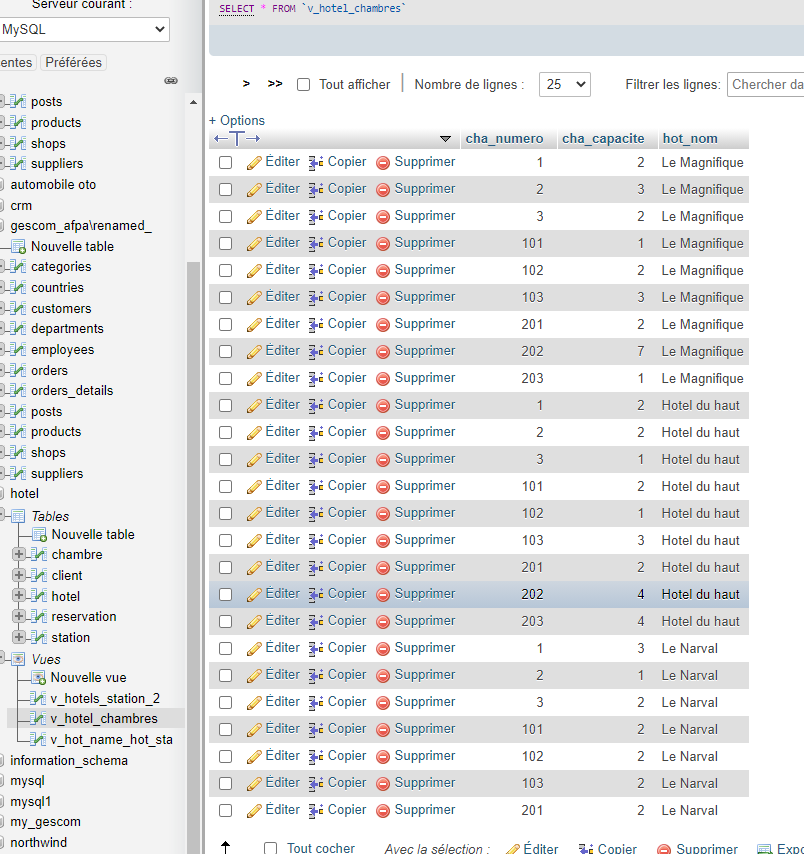 Serveur courant :
MySQL
entes Préférées
posts
products
shops
suppliers
automobile oto
crm
gescom_afpa\renamed_
Nouvelle table
categories
countries
customers
departments
employees
orders
orders_details
posts
products
shops
suppliers
hotel
Tables
Nouvelle table
chambre
client
hotel
reservation
station
Vues
Nouvelle vue
v_hotels_station_2
v_hotel_chambres
v_hot_name_hot_sta
information_schema
mysql
mysql1
my_gescom
northwind
SELECT * FROM `v_hotel_chambres`
> >> Tout afficher Nombre de lignes : 25 Filtrer les lignes: Chercher da
+ Options
←T→ cha_numero cha_capacite hot_nom
Éditer Copier Supprimer 1 2 Le Magnifique
Éditer Copier Supprimer 2 3 Le Magnifique
Éditer Copier Supprimer 3 2 Le Magnifique
Éditer Copier Supprimer 101 1 Le Magnifique
Éditer Copier Supprimer 102 2 Le Magnifique
Éditer Copier Supprimer 103 3 Le Magnifique
Éditer Copier Supprimer 201 2 Le Magnifique
Éditer Copier Supprimer 202 7 Le Magnifique
Éditer Copier Supprimer 203 1 Le Magnifique
Éditer Copier Supprimer 1 2 Hotel du haut
Éditer Copier Supprimer 2 2 Hotel du haut
Éditer Copier Supprimer 3 1 Hotel du haut
Éditer Copier Supprimer 101 2 Hotel du haut
Éditer Copier Supprimer 102 1 Hotel du haut
Éditer Copier Supprimer 103 3 Hotel du haut
Éditer Copier Supprimer 201 2 Hotel du haut
Éditer Copier Supprimer 202 4 Hotel du haut
Éditer Copier Supprimer 203 4 Hotel du haut
Éditer Copier Supprimer 1 3 Le Narval
Éditer Copier Supprimer 2 1 Le Narval
Éditer Copier Supprimer 3 2 Le Narval
Éditer Copier Supprimer 101 2 Le Narval
Éditer Copier Supprimer 102 2 Le Narval
Éditer Copier Supprimer 103 2 Le Narval
Éditer Copier Supprimer 201 2 Le Narval
Tout cocher Avec la sélection : Éditer Copier Supprimer Expo